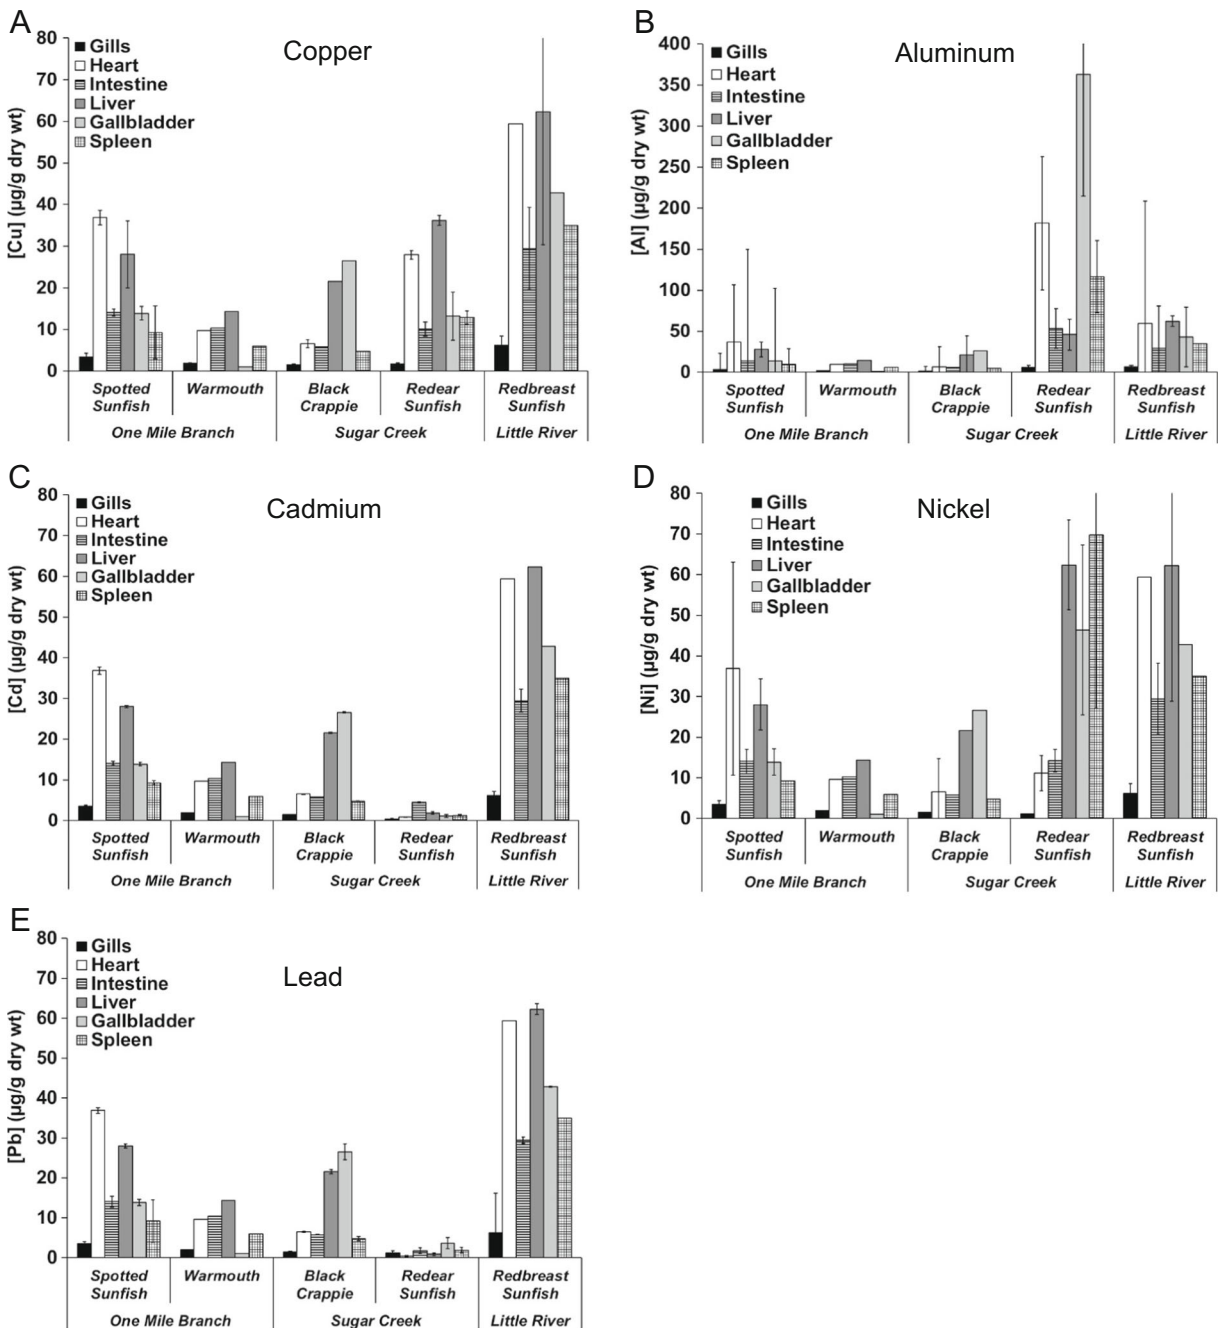 A
Copper
80
70
60
50
40
30
20
10
0
[Cu] (µg/g dry wt)
Gills
Heart
Intestine
Liver
Gallbladder
Spleen
Spotted Sunfish
Warmouth
Black Crappie
Redear Sunfish
Redbreast Sunfish
One Mile Branch
Sugar Creek
Little River
B
Aluminum
400
350
300
250
200
150
100
50
0
[Al] (µg/g dry wt)
Gills
Heart
Intestine
Liver
Gallbladder
Spleen
Spotted Sunfish
Warmouth
Black Crappie
Redear Sunfish
Redbreast Sunfish
One Mile Branch
Sugar Creek
Little River
C
Cadmium
80
70
60
50
40
30
20
10
0
[Cd] (µg/g dry wt)
Gills
Heart
Intestine
Liver
Gallbladder
Spleen
Spotted Sunfish
Warmouth
Black Crappie
Redear Sunfish
Redbreast Sunfish
One Mile Branch
Sugar Creek
Little River
D
Nickel
80
70
60
50
40
30
20
10
0
[Ni] (µg/g dry wt)
Gills
Heart
Intestine
Liver
Gallbladder
Spleen
Spotted Sunfish
Warmouth
Black Crappie
Redear Sunfish
Redbreast Sunfish
One Mile Branch
Sugar Creek
Little River
E
Lead
80
70
60
50
40
30
20
10
0
[Pb] (µg/g dry wt)
Gills
Heart
Intestine
Liver
Gallbladder
Spleen
Spotted Sunfish
Warmouth
Black Crappie
Redear Sunfish
Redbreast Sunfish
One Mile Branch
Sugar Creek
Little River